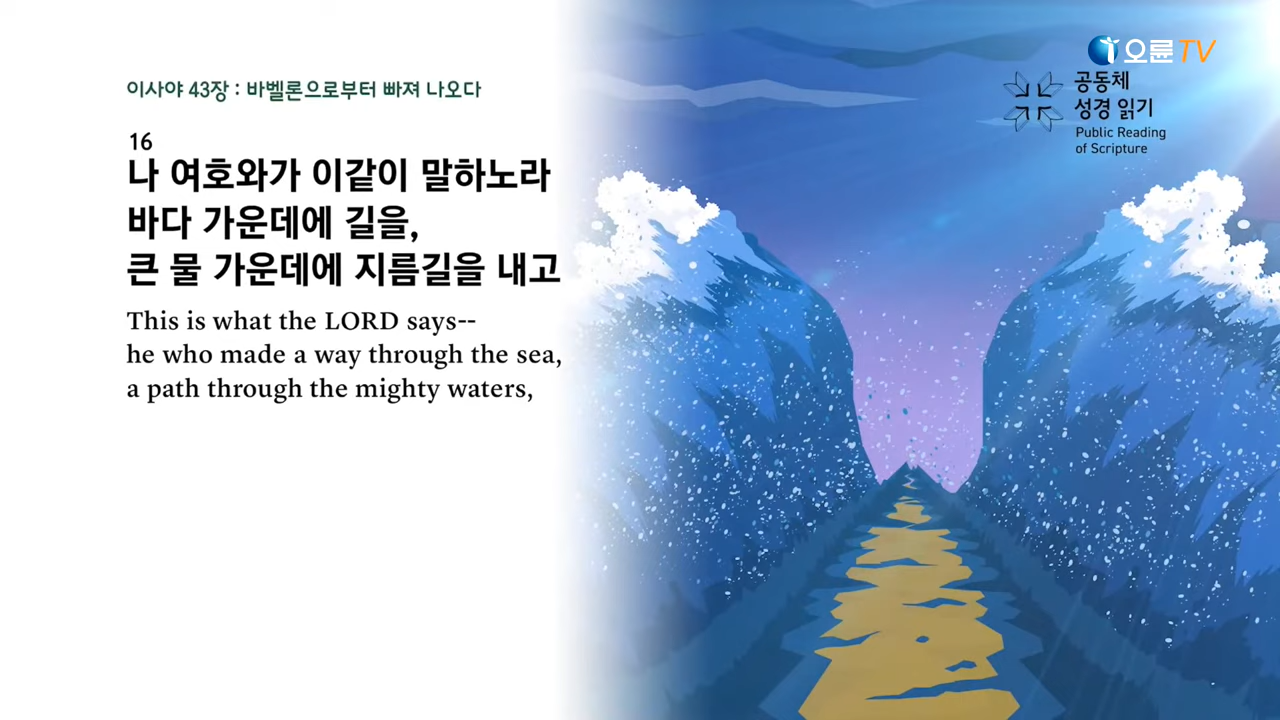 오륜TV
공동체
성경 읽기
Public Reading
of Scripture
이사야 43장 : 바벨론으로부터 빠져 나오다
16
나 여호와가 이같이 말하노라
바다 가운데에 길을,
큰 물 가운데에 지름길을 내고
This is what the LORD says--
he who made a way through the sea,
a path through the mighty waters,